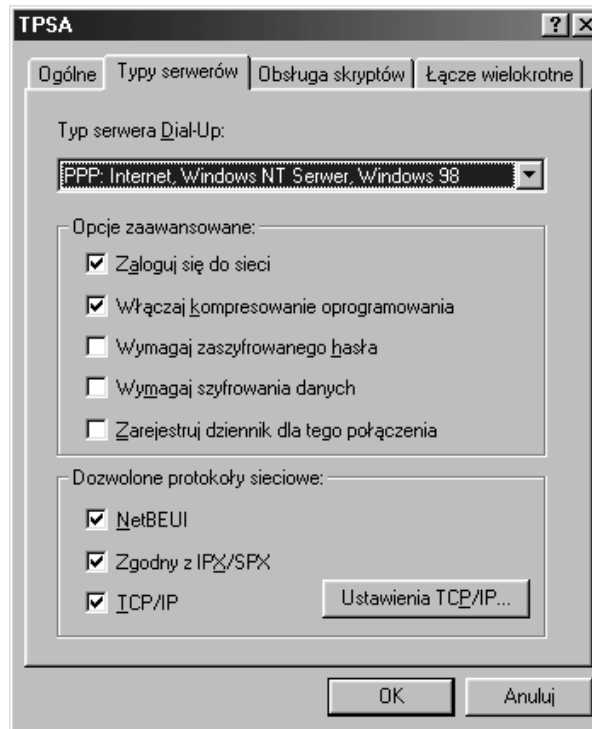 TPSA
Ogólne
Typy serwerów
Obsługa skryptów
Łącze wielokrotne
Typ serwera Dial-Up:
PPP: Internet, Windows NT Serwer, Windows 98
Opcje zaawansowane:
Zaloguj się do sieci
Włączaj kompresowanie oprogramowania
Wymagaj zaszyfrowanego hasła
Wymagaj szyfrowania danych
Zarejestruj dziennik dla tego połączenia
Dozwolone protokoły sieciowe:
NetBEUI
Zgodny z IPX/SPX
TCP/IP
Ustawienia TCP/IP...
OK
Anuluj